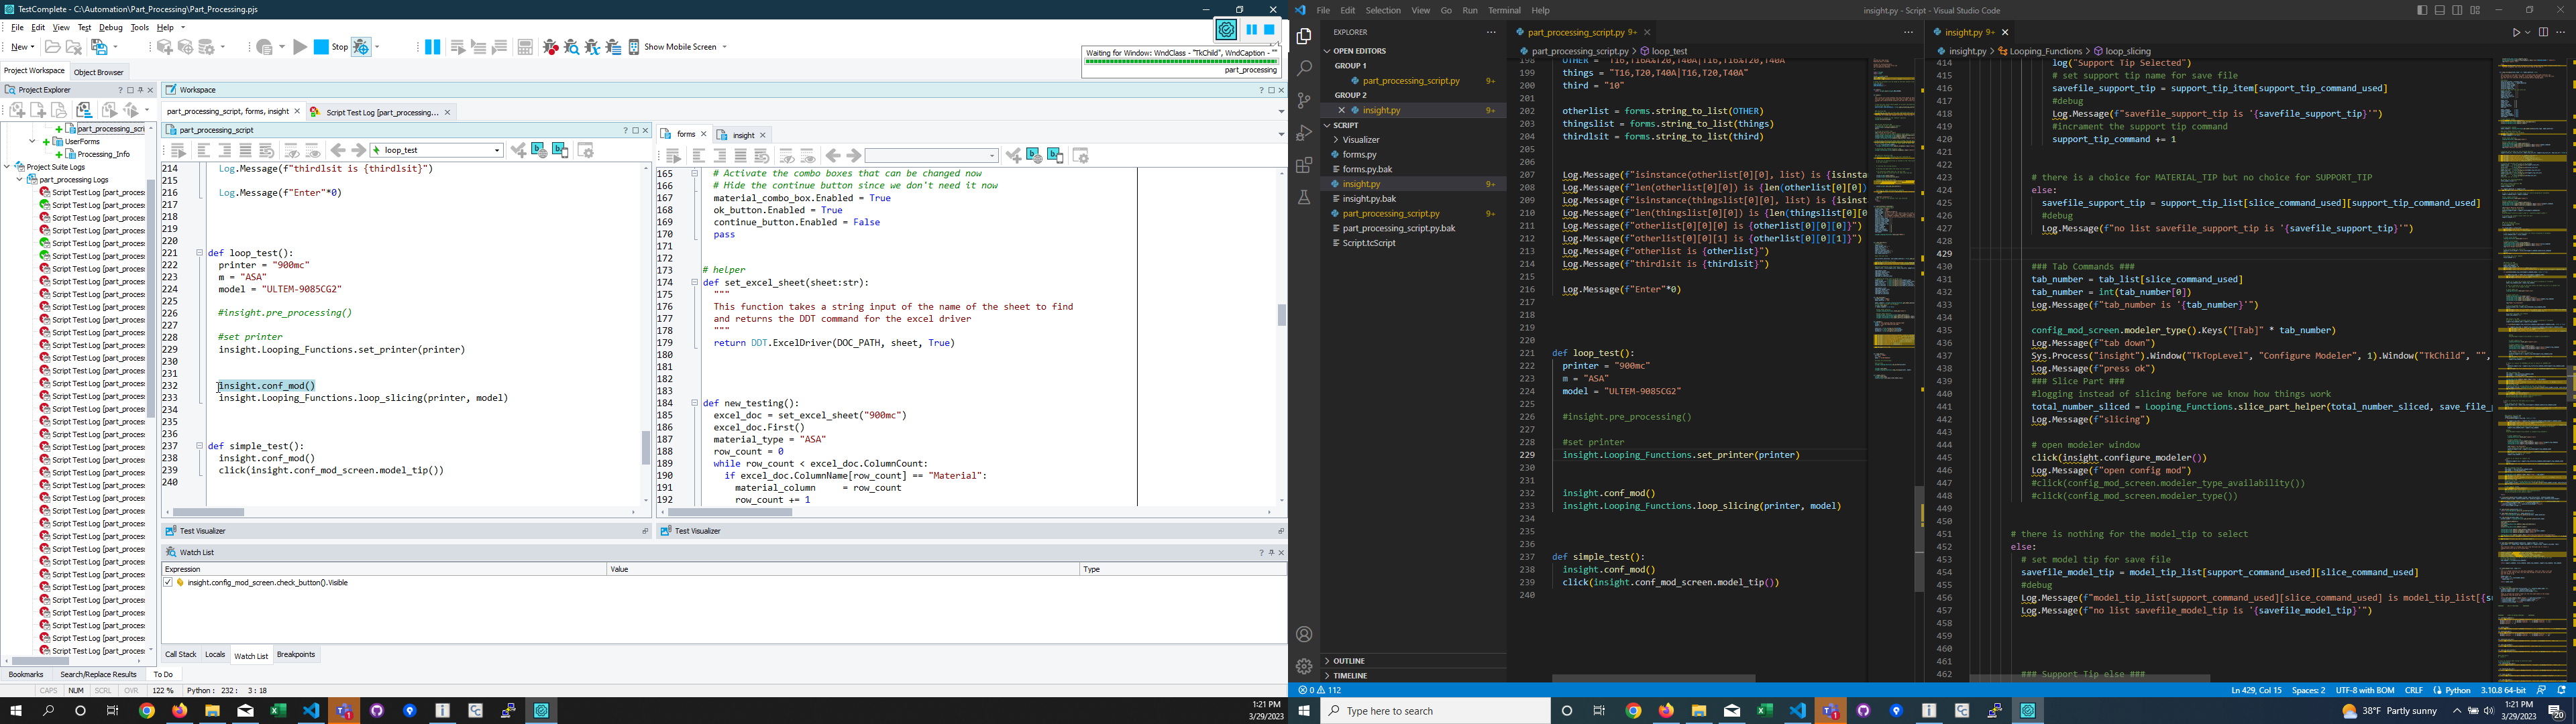 TestComplete - C:\Automation\Part_Processing\Part_Processing.pjs
File Edit View Test Debug Tools Help
New
Stop
Show Mobile Screen
Waiting for Window: WndClass - "TkChild", WndCaption - ""
part_processing
Project Workspace Object Browser
Project Explorer
part_processing_scri
UserForms
Processing_Info
Project Suite Logs
part_processing Logs
Script Test Log [part_proces
Workspace
part_processing_script, forms, insight
Script Test Log [part_processing...
part_processing_script
loop_test
214 Log.Message(f"thirdlsit is {thirdlsit}")
215
216 Log.Message(f"Enter"*0)
217
218
219
220
221 def loop_test():
222 printer = "900mc"
223 m = "ASA"
224 model = "ULTEM-9085CG2"
225
226 #insight.pre_processing()
227
228 #set printer
229 insight.Looping_Functions.set_printer(printer)
230
231
232 insight.conf_mod()
233 insight.Looping_Functions.loop_slicing(printer, model)
234
235
236
237 def simple_test():
238 insight.conf_mod()
239 click(insight.conf_mod_screen.model_tip())
240
forms
insight
165 # Activate the combo boxes that can be changed now
166 # Hide the continue button since we don't need it now
167 material_combo_box.Enabled = True
168 ok_button.Enabled = True
169 continue_button.Enabled = False
170 pass
171
172
173 # helper
174 def set_excel_sheet(sheet:str):
175 """
176 This function takes a string input of the name of the sheet to find
177 and returns the DDT command for the excel driver
178 """
179 return DDT.ExcelDriver(DOC_PATH, sheet, True)
180
181
182
183
184 def new_testing():
185 excel_doc = set_excel_sheet("900mc")
186 excel_doc.First()
187 material_type = "ASA"
188 row_count = 0
189 while row_count < excel_doc.ColumnCount:
190 if excel_doc.ColumnName[row_count] == "Material":
191 material_column = row_count
192 row_count += 1
Test Visualizer
Test Visualizer
Watch List
Expression Value Type
insight.config_mod_screen.check_button().Visible
Call Stack Locals Watch List Breakpoints
Bookmarks Search/Replace Results To Do
CAPS NUM SCRL OVR 122 % Python : 232 : 3 : 18
1:21 PM
3/29/2023
File Edit Selection View Go Run Terminal Help
insight.py - Script - Visual Studio Code
EXPLORER
OPEN EDITORS
GROUP 1
part_processing_script.py 9+
GROUP 2
insight.py 9+
SCRIPT
Visualizer
forms.py
forms.py.bak
insight.py 9+
insight.py.bak
part_processing_script.py 9+
part_processing_script.py.bak
Script.tcScript
OUTLINE
TIMELINE
part_processing_script.py 9+
part_processing_script.py > loop_test
199 things = "T16,T20,T40A|T16,T20,T40A"
200 third = "10"
201
202 otherlist = forms.string_to_list(OTHER)
203 thingslist = forms.string_to_list(things)
204 thirdlsit = forms.string_to_list(third)
205
206
207 Log.Message(f"isinstance(otherlist[0][0], list) is {isinsta
208 Log.Message(f"len(otherlist[0][0]) is {len(otherlist[0][0])
209 Log.Message(f"isinstance(thingslist[0][0], list) is {isinst
210 Log.Message(f"len(thingslist[0][0]) is {len(thingslist[0][0
211 Log.Message(f"otherlist[0][0][0] is {otherlist[0][0][0]}")
212 Log.Message(f"otherlist[0][0][1] is {otherlist[0][0][1]}")
213 Log.Message(f"otherlist is {otherlist}")
214 Log.Message(f"thirdlsit is {thirdlsit}")
215
216 Log.Message(f"Enter"*0)
217
218
219
220
221 def loop_test():
222 printer = "900mc"
223 m = "ASA"
224 model = "ULTEM-9085CG2"
225
226 #insight.pre_processing()
227
228 #set printer
229 insight.Looping_Functions.set_printer(printer)
230
231
232 insight.conf_mod()
233 insight.Looping_Functions.loop_slicing(printer, model)
234
235
236
237 def simple_test():
238 insight.conf_mod()
239 click(insight.conf_mod_screen.model_tip())
240
insight.py 9+
insight.py > Looping_Functions > loop_slicing
414 log("Support Tip Selected")
415 # set support tip name for save file
416 savefile_support_tip = support_tip_item[support_tip_command_used]
417 #debug
418 Log.Message(f"savefile_support_tip is '{savefile_support_tip}'")
419 #incrament the support tip command
420 support_tip_command += 1
421
422
423 # there is a choice for MATERIAL_TIP but no choice for SUPPORT_TIP
424 else:
425 savefile_support_tip = support_tip_list[slice_command_used][support_tip_command_used]
426 #debug
427 Log.Message(f"no list savefile_support_tip is '{savefile_support_tip}'")
428
429
430 ### Tab Commands ###
431 tab_number = tab_list[slice_command_used]
432 tab_number = int(tab_number[0])
433 Log.Message(f"tab_number is '{tab_number}'")
434
435 config_mod_screen.modeler_type().Keys("[Tab]" * tab_number)
436 Log.Message(f"tab down")
437 Sys.Process("insight").Window("TkTopLevel", "Configure Modeler", 1).Window("TkChild", "",
438 Log.Message(f"press ok")
439 ### Slice Part ###
440 #logging instead of slicing before we know how things work
441 total_number_sliced = Looping_Functions.slice_part_helper(total_number_sliced, save_file_
442 Log.Message(f"slicing")
443
444 # open modeler window
445 click(insight.configure_modeler())
446 Log.Message(f"open config mod")
447 #click(config_mod_screen.modeler_type_availability())
448 #click(config_mod_screen.modeler_type())
449
450
451 # there is nothing for the model_tip to select
452 else:
453 # set model tip for save file
454 savefile_model_tip = model_tip_list[support_command_used][slice_command_used]
455 #debug
456 Log.Message(f"model_tip_list[support_command_used][slice_command_used] is model_tip_list[{su
457 Log.Message(f"no list savefile_model_tip is '{savefile_model_tip}'")
458
459
460
461
462 ### Support Tip else ###
0 112
Ln 429, Col 15 Spaces: 2 UTF-8 with BOM CRLF Python 3.10.8 64-bit
Type here to search
38°F Partly sunny
1:21 PM
3/29/2023
20